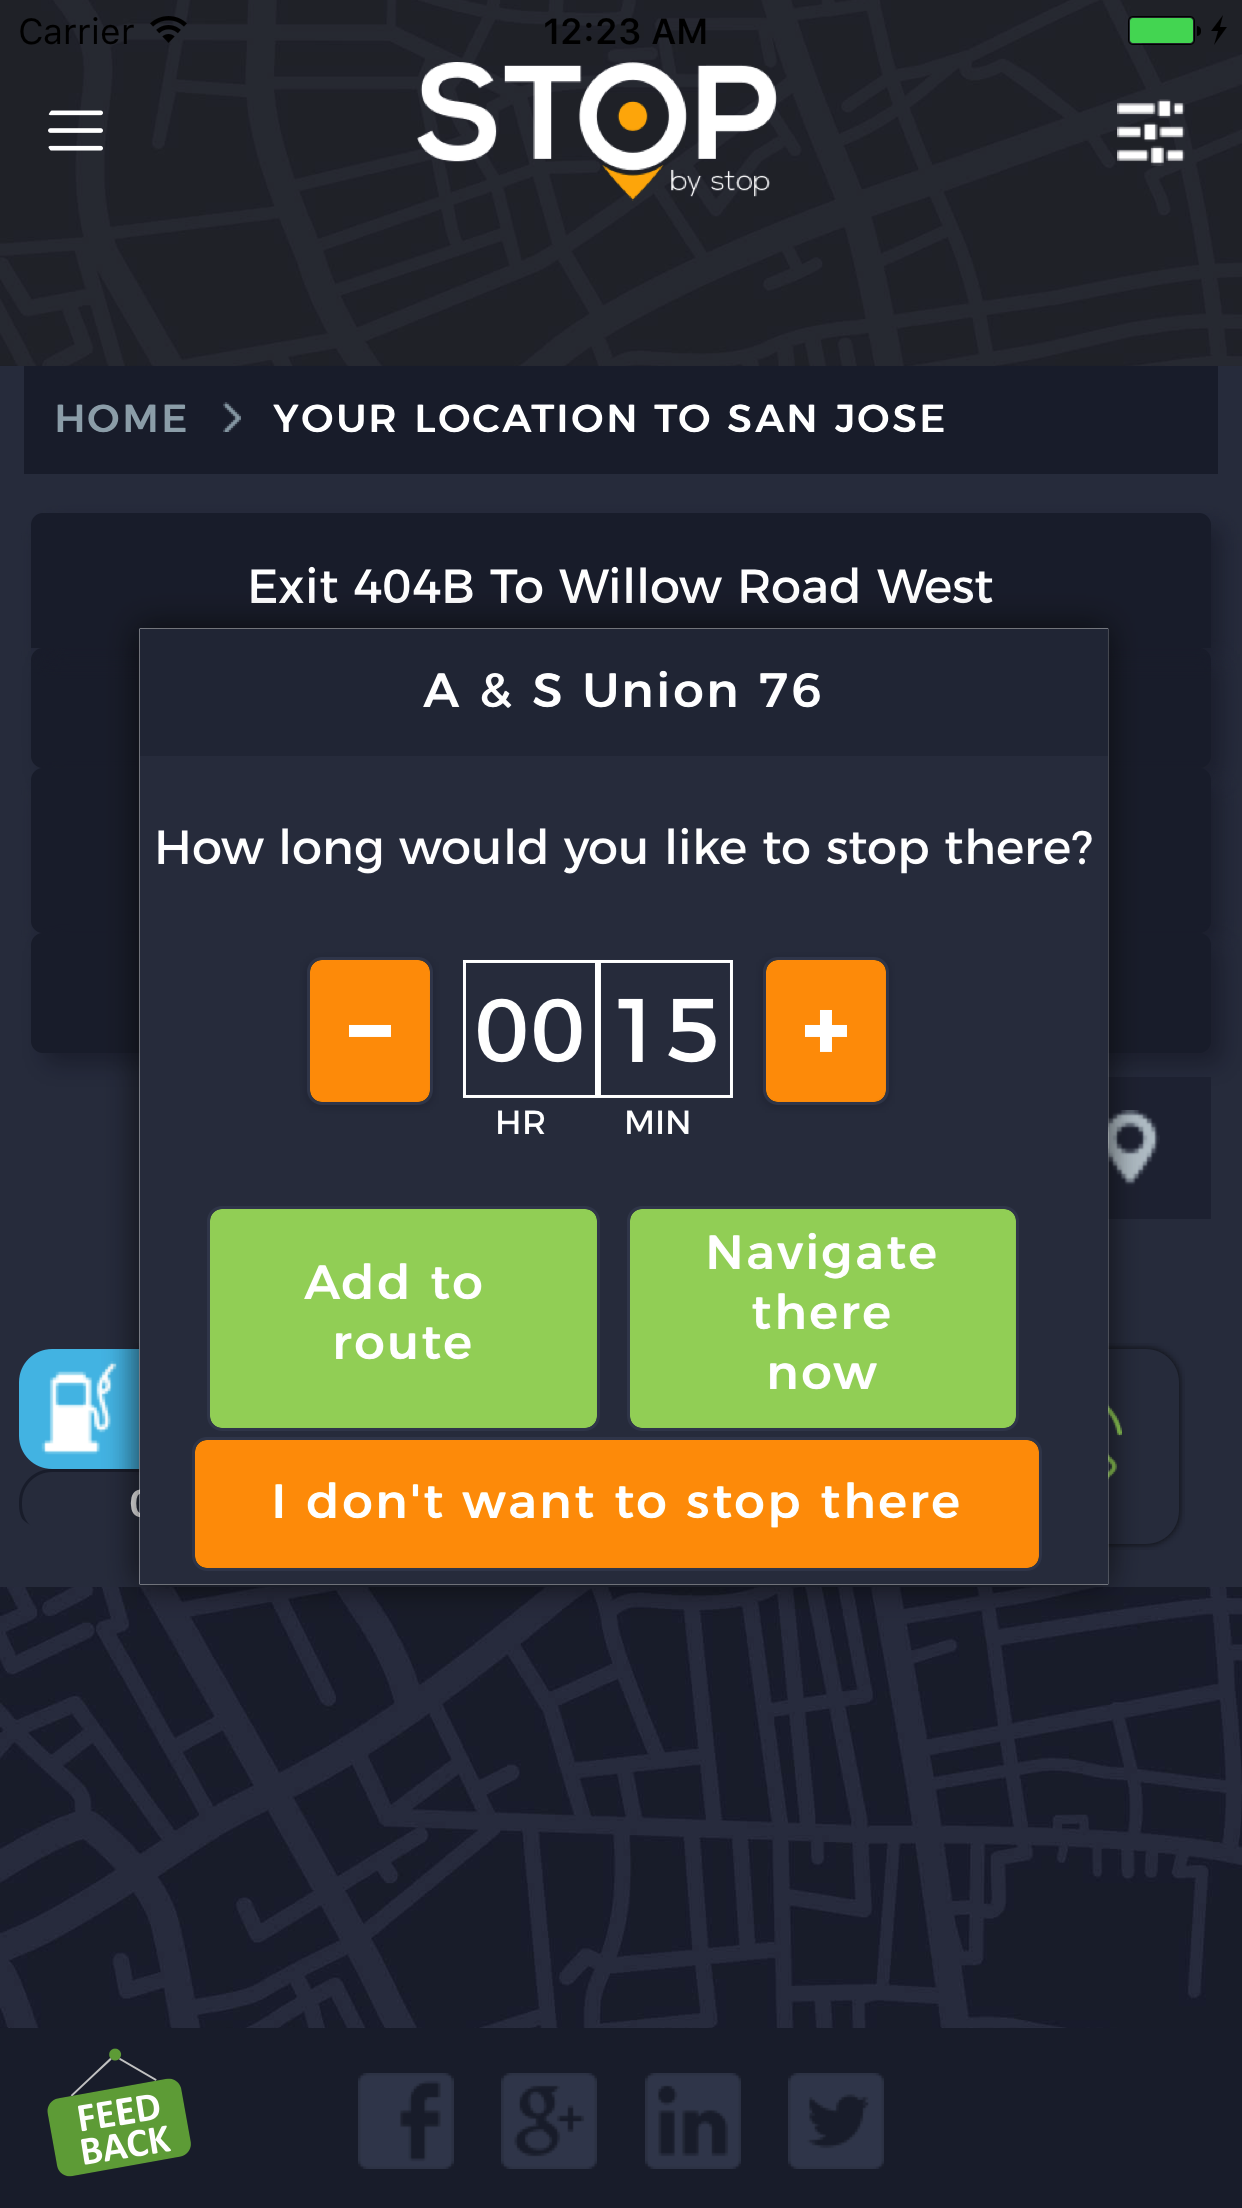 Carrier
12:23 AM
STOP
by stop
HOME > YOUR LOCATION TO SAN JOSE
Exit 404B To Willow Road West
A & S Union 76
How long would you like to stop there?
- 00 15 +
HR MIN
Add to
route
Navigate
there
now
I don't want to stop there
FEED
BACK
f g+ in